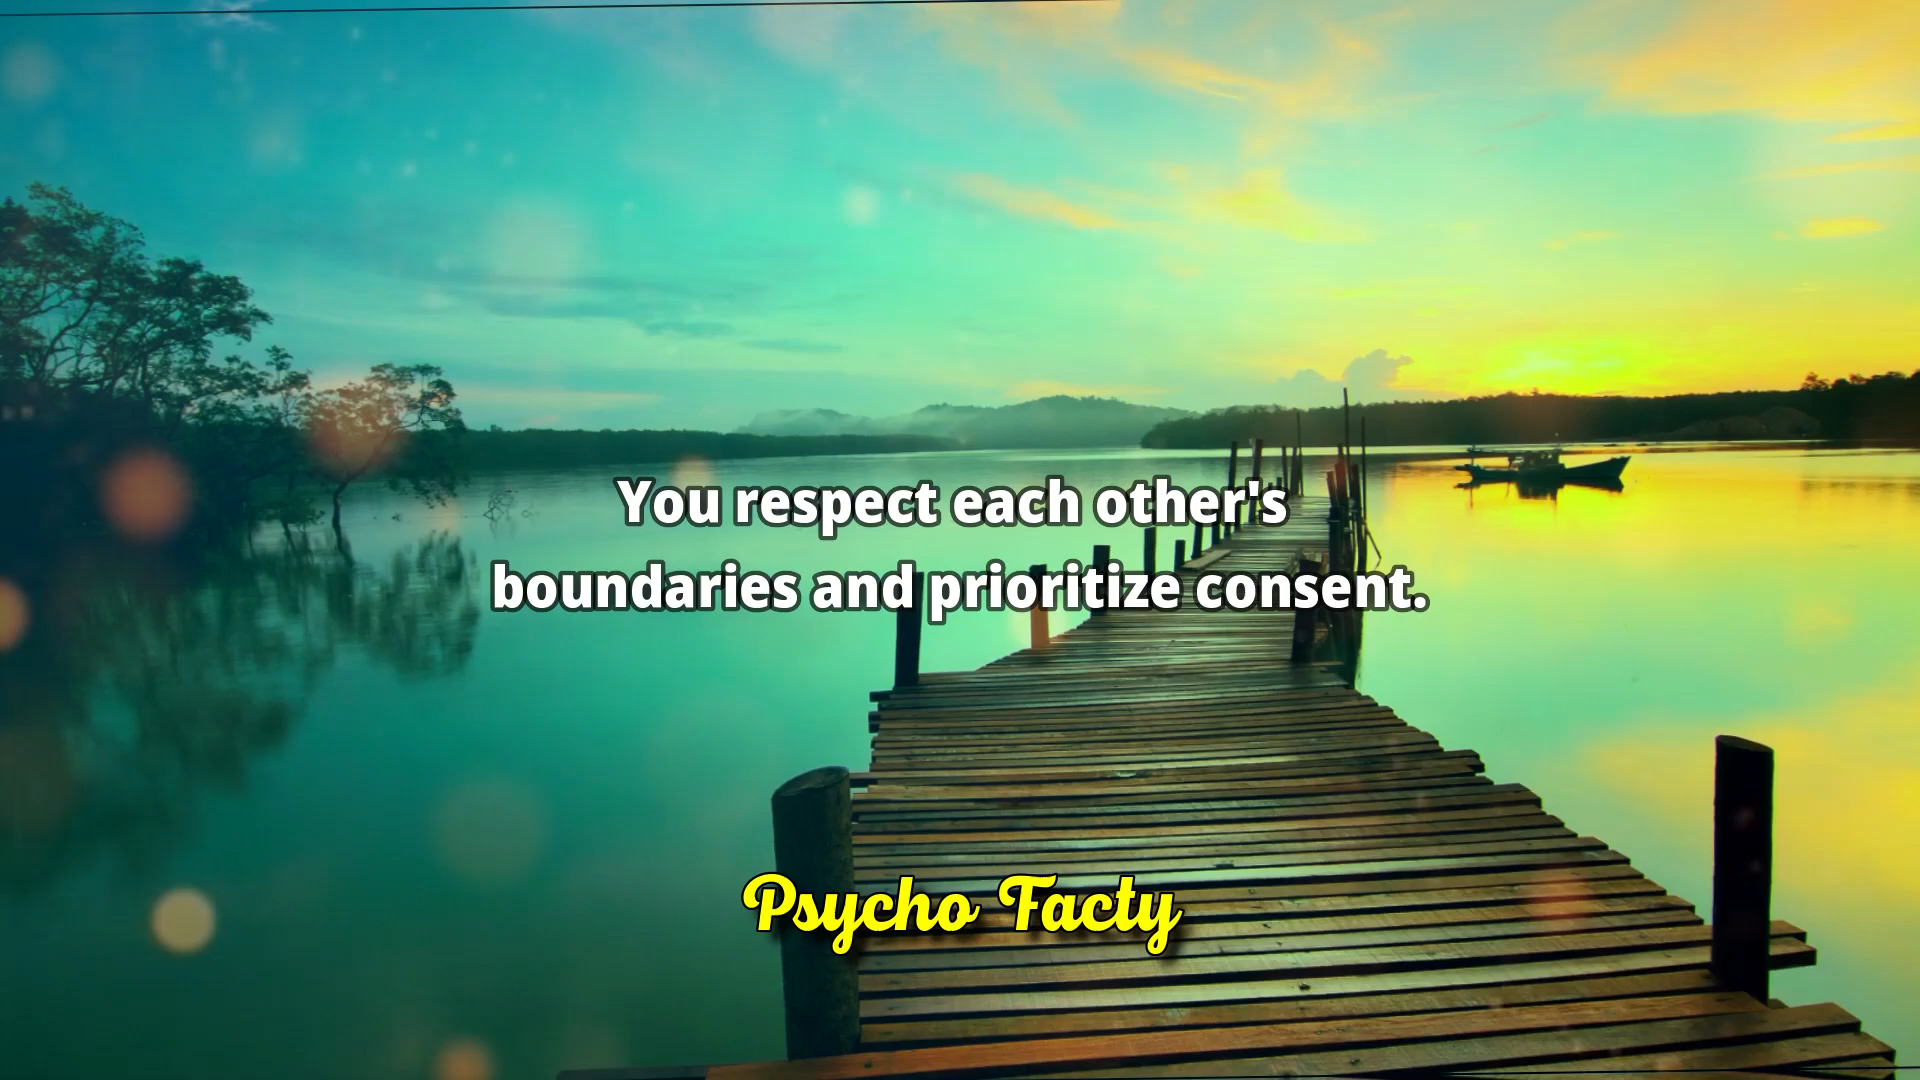 You respect each other's
boundaries and prioritize consent.
Psycho Facty